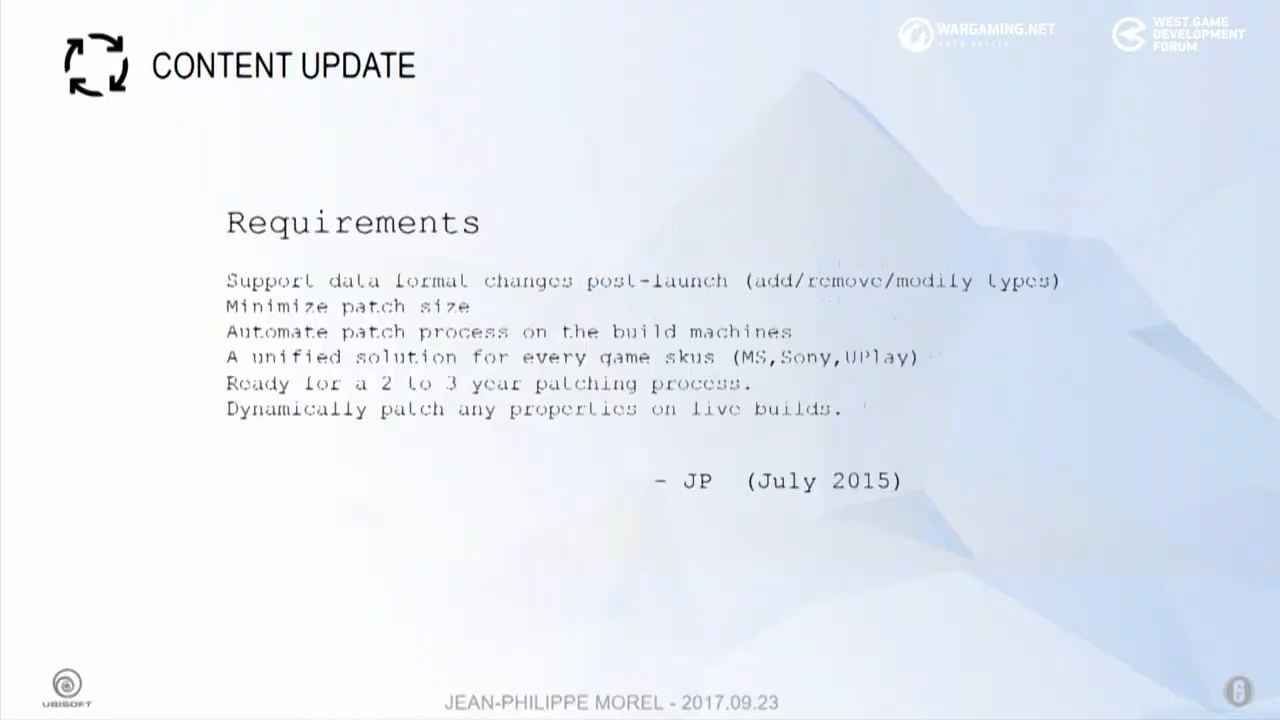 CONTENT UPDATE
WARGAMING.NET
WEST GAME
DEVELOPMENT
FORUM
Requirements
Support data format changes post-launch (add/remove/modify types)
Minimize patch size
Automate patch process on the build machines
A unified solution for every game skus (MS,Sony,UPlay)
Ready for a 2 to 3 year patching process.
Dynamically patch any properties on live builds.
- JP (July 2015)
UBISOFT
JEAN-PHILIPPE MOREL - 2017.09.23
6